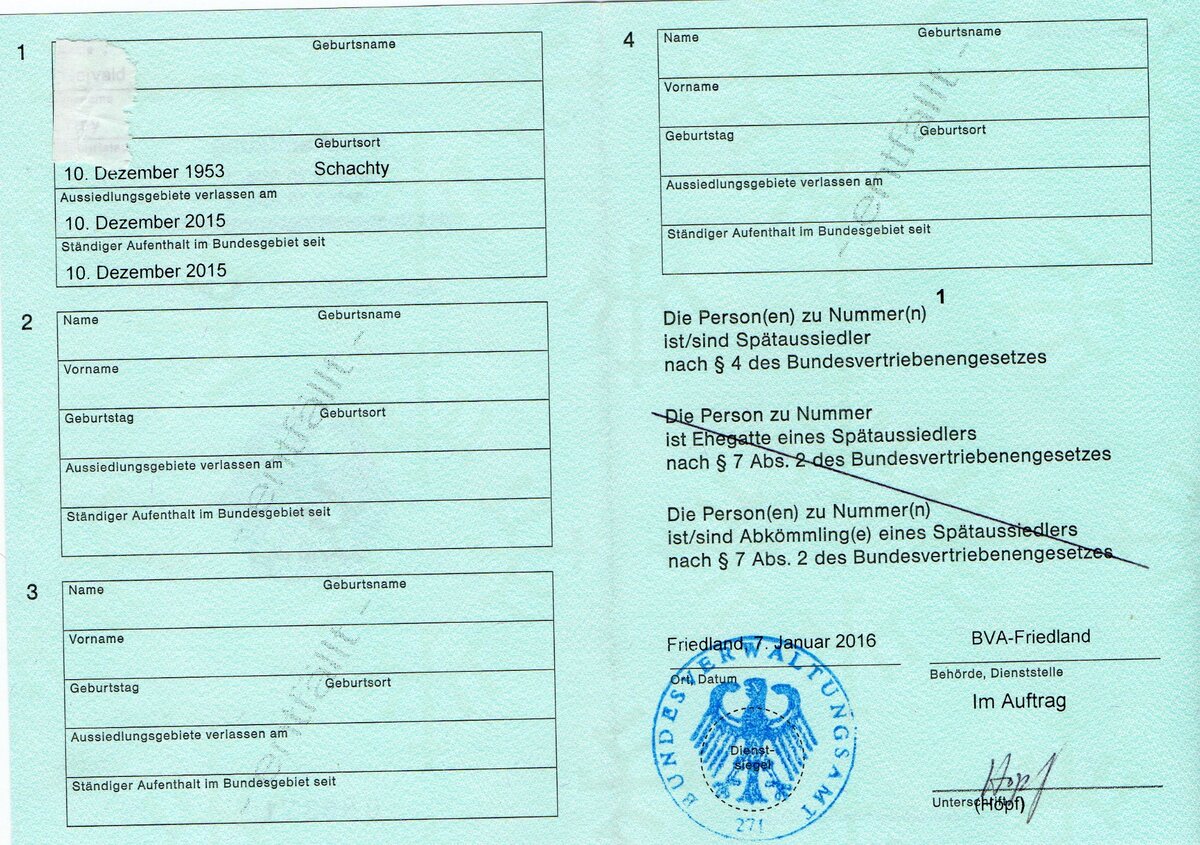 1
Geburtsname
Geburtsort
10. Dezember 1953 Schachty
Aussiedlungsgebiete verlassen am
10. Dezember 2015
Ständiger Aufenthalt im Bundesgebiet seit
10. Dezember 2015
2
Name Geburtsname
Vorname
Geburtstag Geburtsort
Aussiedlungsgebiete verlassen am
Ständiger Aufenthalt im Bundesgebiet seit
- entfällt -
3
Name Geburtsname
Vorname
Geburtstag Geburtsort
Aussiedlungsgebiete verlassen am
Ständiger Aufenthalt im Bundesgebiet seit
- entfällt -
4
Name Geburtsname
Vorname
Geburtstag Geburtsort
Aussiedlungsgebiete verlassen am
Ständiger Aufenthalt im Bundesgebiet seit
- entfällt -
Die Person(en) zu Nummer(n) 1
ist/sind Spätaussiedler
nach § 4 des Bundesvertriebenengesetzes
Die Person zu Nummer
ist Ehegatte eines Spätaussiedlers
nach § 7 Abs. 2 des Bundesvertriebenengesetzes
Die Person(en) zu Nummer(n)
ist/sind Abkömmling(e) eines Spätaussiedlers
nach § 7 Abs. 2 des Bundesvertriebenengesetzes
Friedland, 7. Januar 2016
Ort, Datum
BVA-Friedland
Behörde, Dienststelle
Im Auftrag
BUNDESVERWALTUNGSAMT
Dienst-
siegel
271
Hopf
Unterschrift
(Hopf)